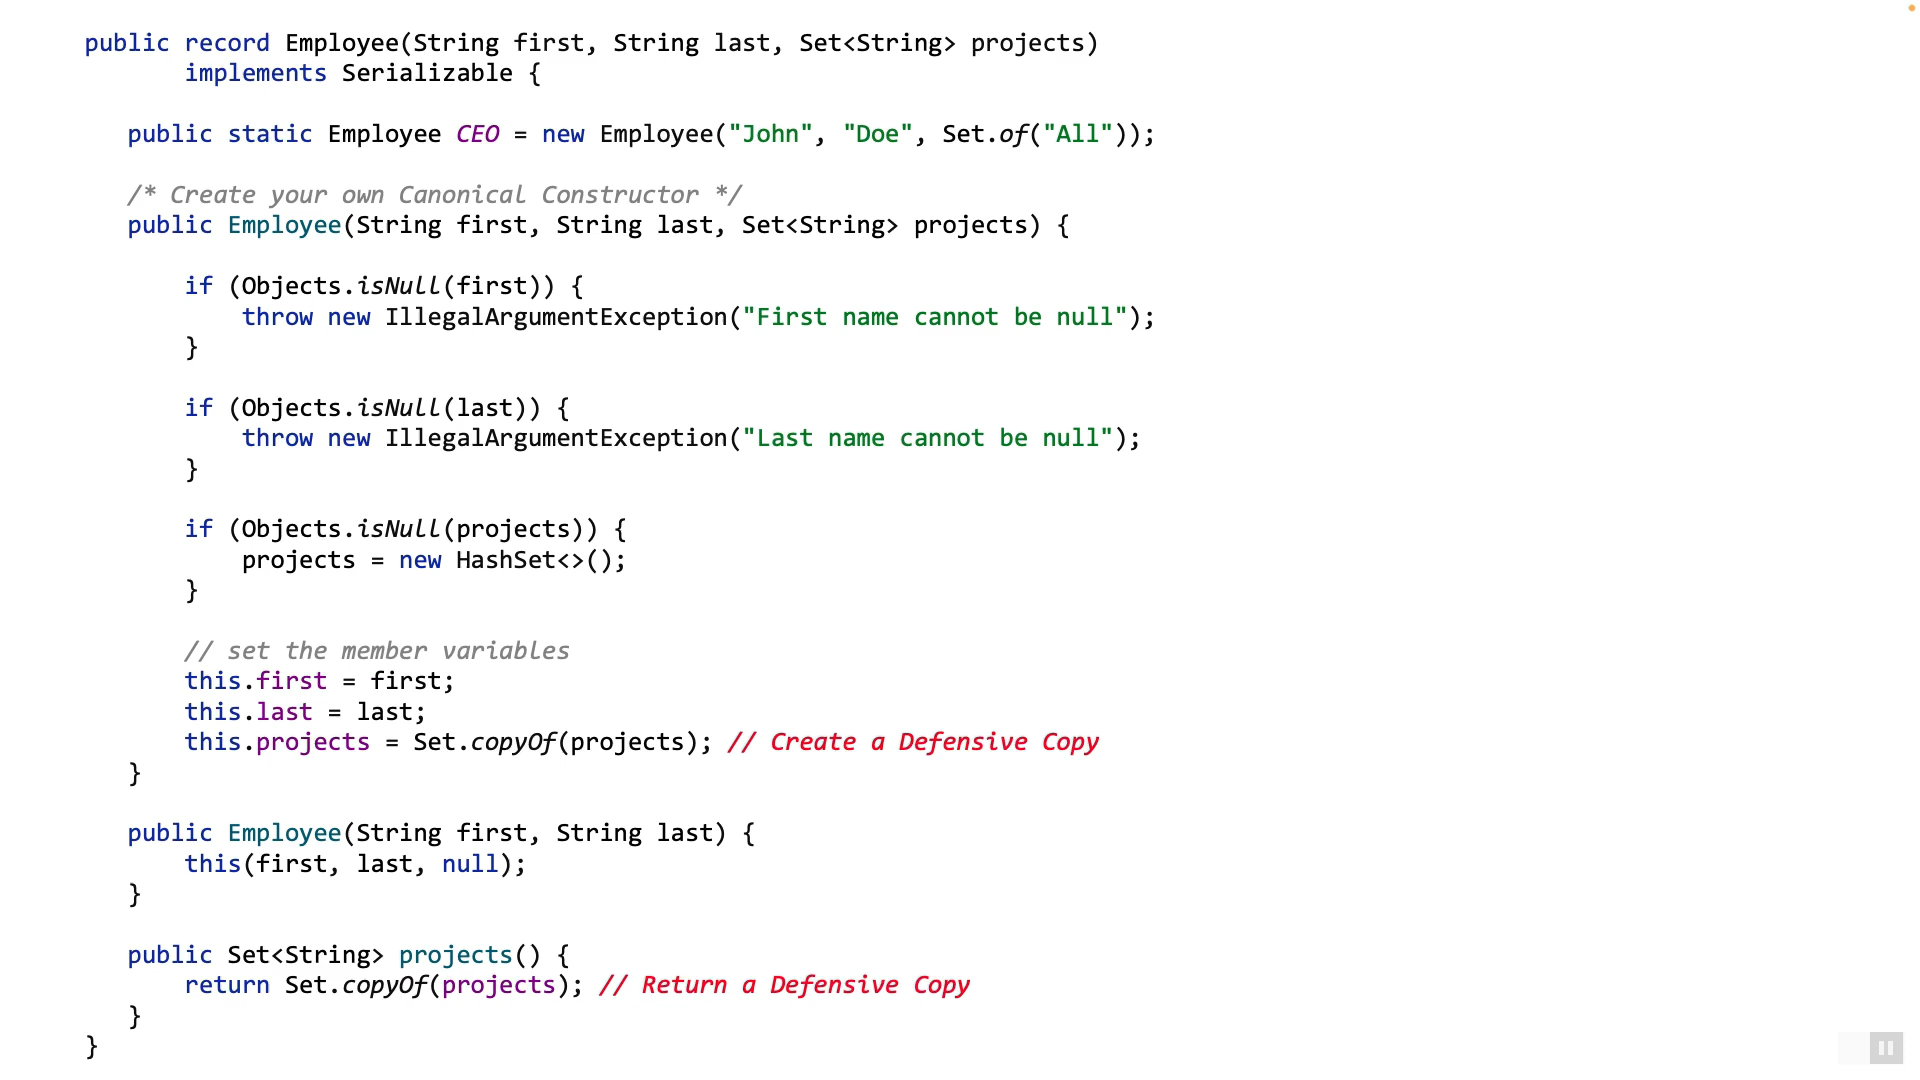 public record Employee(String first, String last, Set<String> projects)
        implements Serializable {
    public static Employee CEO = new Employee("John", "Doe", Set.of("All"));
    /* Create your own Canonical Constructor */
    public Employee(String first, String last, Set<String> projects) {
        if (Objects.isNull(first)) {
            throw new IllegalArgumentException("First name cannot be null");
        }
        if (Objects.isNull(last)) {
            throw new IllegalArgumentException("Last name cannot be null");
        }
        if (Objects.isNull(projects)) {
            projects = new HashSet<>();
        }
        // set the member variables
        this.first = first;
        this.last = last;
        this.projects = Set.copyOf(projects); // Create a Defensive Copy
    }
    public Employee(String first, String last) {
        this(first, last, null);
    }
    public Set<String> projects() {
        return Set.copyOf(projects); // Return a Defensive Copy
    }
}